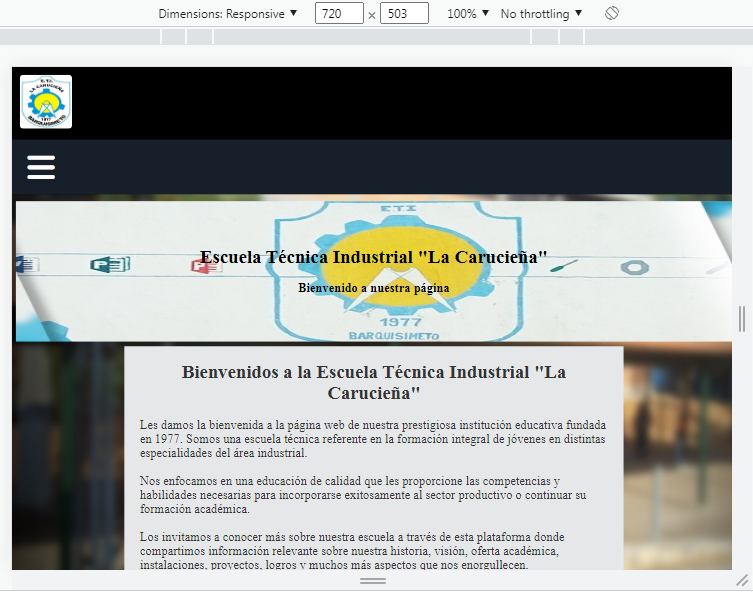 Dimensions: Responsive ▼ 720 × 503 100% ▼ No throttling ▼
E.T.I.
LA CARUCIEÑA
1977
BARQUISIMETO
ETI
Escuela Técnica Industrial "La Carucieña"
Bienvenido a nuestra página
1977
BARQUISIMETO
Bienvenidos a la Escuela Técnica Industrial "La
Carucieña"
Les damos la bienvenida a la página web de nuestra prestigiosa institución educativa fundada
en 1977. Somos una escuela técnica referente en la formación integral de jóvenes en distintas
especialidades del área industrial.
Nos enfocamos en una educación de calidad que les proporcione las competencias y
habilidades necesarias para incorporarse exitosamente al sector productivo o continuar su
formación académica.
Los invitamos a conocer más sobre nuestra escuela a través de esta plataforma donde
compartimos información relevante sobre nuestra historia, visión, oferta académica,
instalaciones, proyectos, logros y muchos más aspectos que nos enorgullecen.